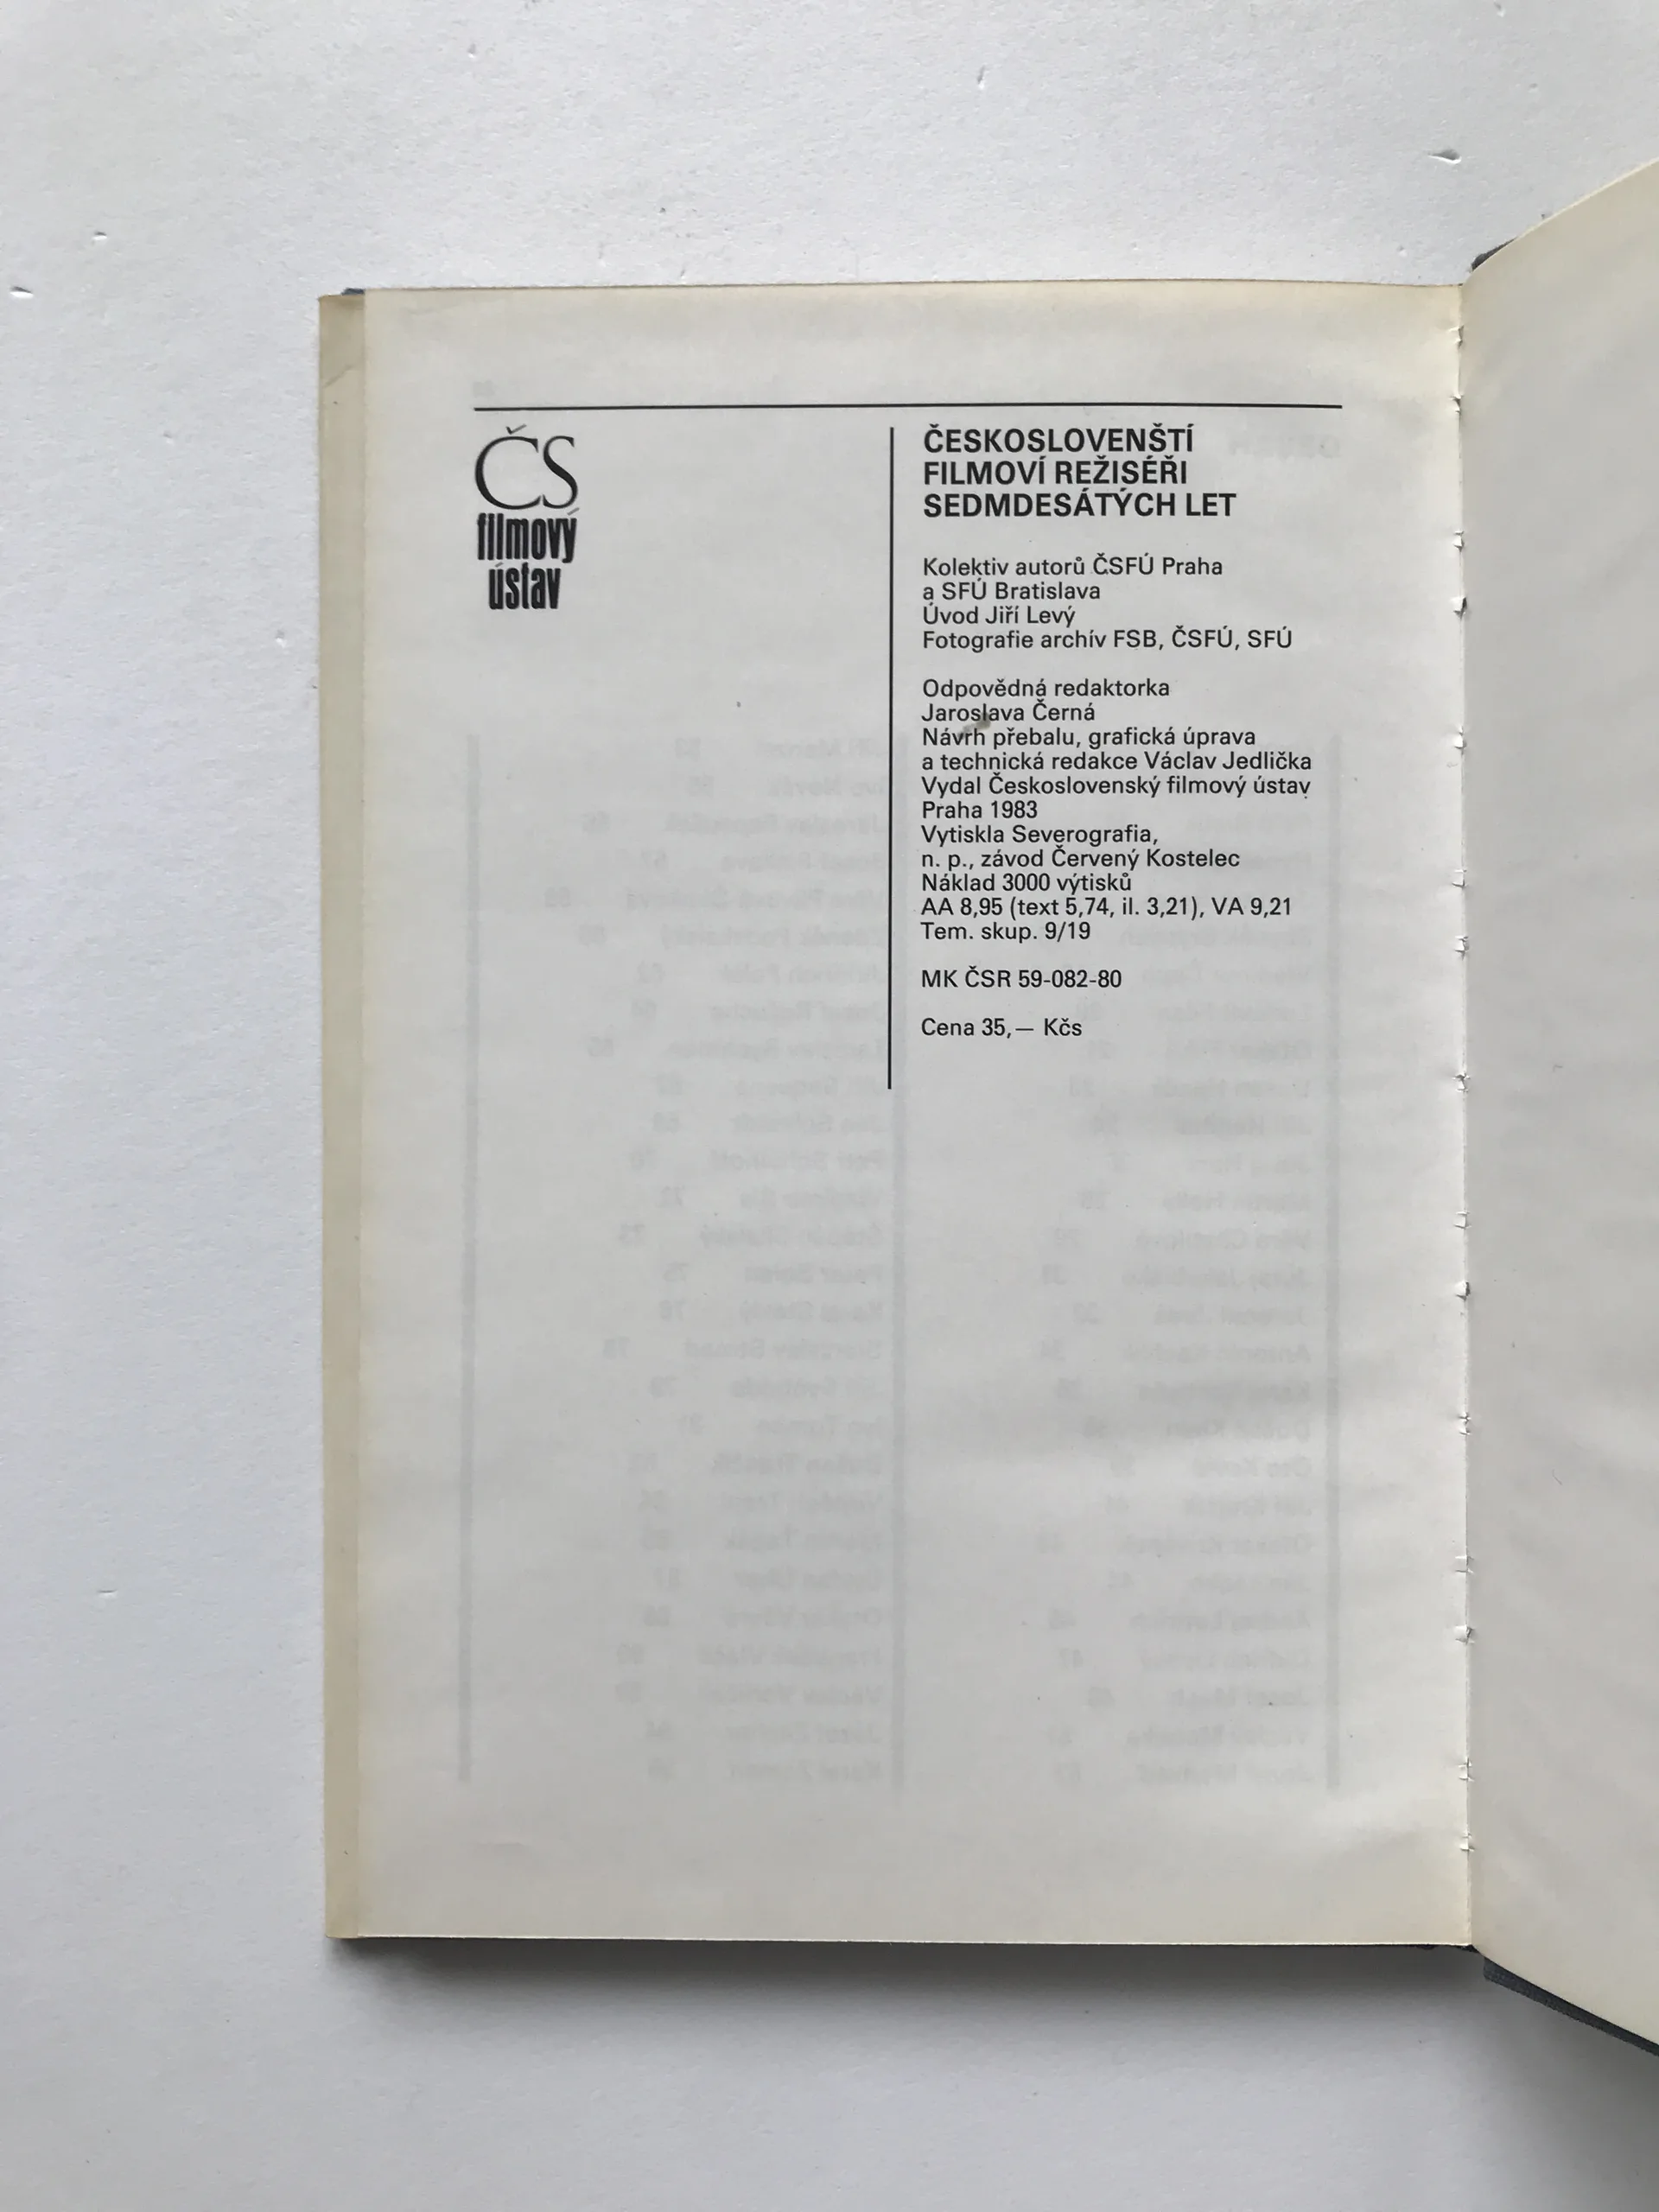 ČS
filmový
ústav
ČESKOSLOVENŠTÍ
FILMOVÍ REŽISÉŘI
SEDMDESÁTÝCH LET
Kolektiv autorů ČSFÚ Praha
a SFÚ Bratislava
Úvod Jiří Levý
Fotografie archív FSB, ČSFÚ, SFÚ
Odpovědná redaktorka
Jaroslava Černá
Návrh přebalu, grafická úprava
a technická redakce Václav Jedlička
Vydal Československý filmový ústav
Praha 1983
Vytiskla Severografia,
n. p., závod Červený Kostelec
Náklad 3000 výtisků
AA 8,95 (text 5,74, il. 3,21), VA 9,21
Tem. skup. 9/19
MK ČSR 59-082-80
Cena 35,— Kčs